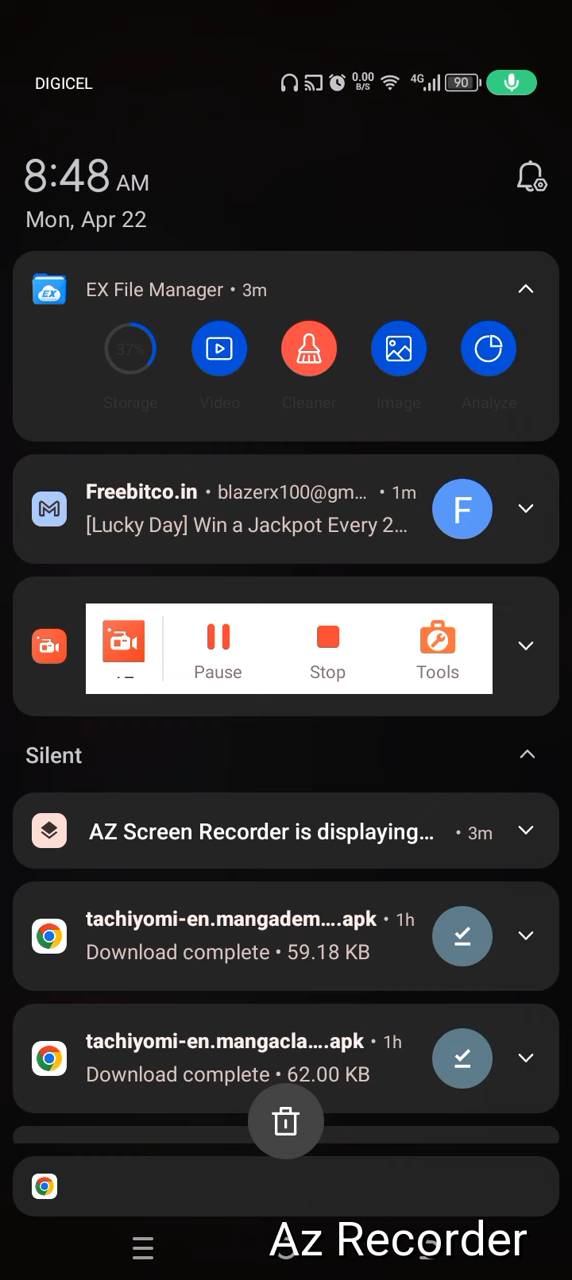 DIGICEL
0.00
B/S
4G
90
8:48 AM
Mon, Apr 22
EX File Manager • 3m
EX
37%
Storage
Video
Cleaner
Image
Analyze
Freebitco.in • blazerx100@gm... • 1m
[Lucky Day] Win a Jackpot Every 2...
F
Pause
Stop
Tools
Silent
AZ Screen Recorder is displaying... • 3m
tachiyomi-en.mangadem....apk • 1h
Download complete • 59.18 KB
tachiyomi-en.mangacla....apk • 1h
Download complete • 62.00 KB
Az Recorder